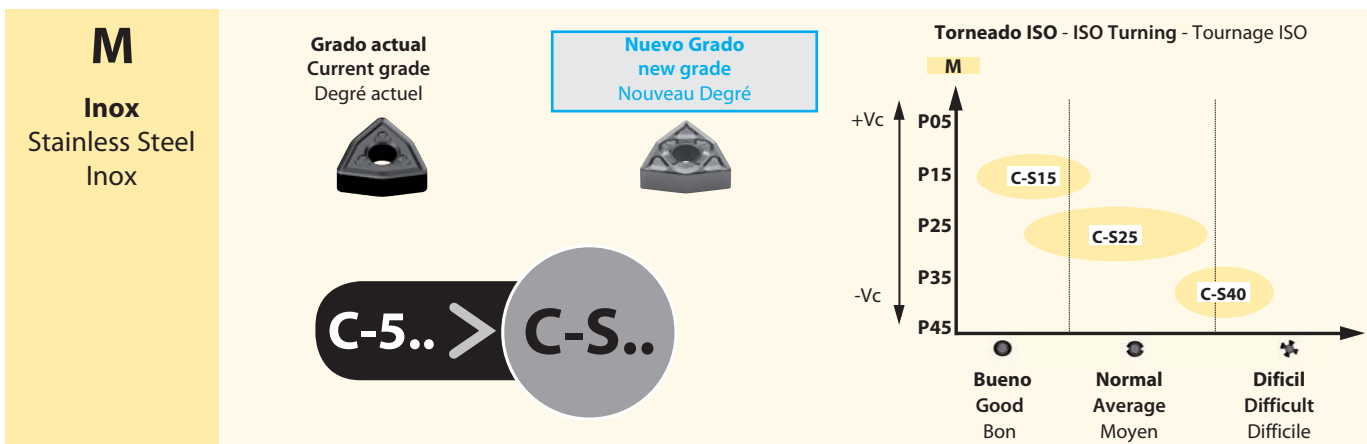 M
Inox
Stainless Steel
Inox
Grado actual
Current grade
Degré actuel
Nuevo Grado
new grade
Nouveau Degré
C-5.. > C-S..
Torneado ISO - ISO Turning - Tournage ISO
M
+Vc
-Vc
P05
P15
P25
P35
P45
C-S15
C-S25
C-S40
Bueno
Good
Bon
Normal
Average
Moyen
Dificil
Difficult
Difficile